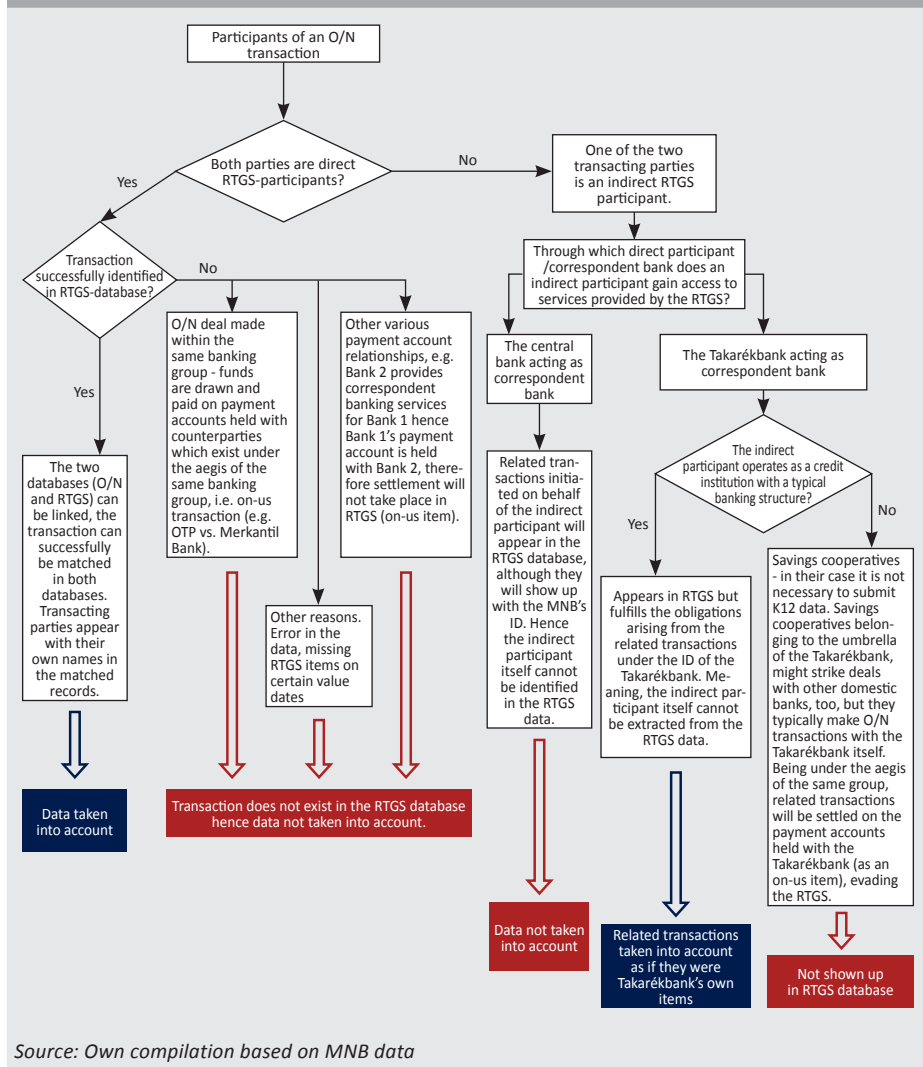 Participants of an O/N
transaction
Both parties are direct
RTGS-participants?
No
Yes
One of the two
transacting parties
is an indirect RTGS
participant.
Transaction
successfully identified
in RTGS-database?
No
Yes
Through which direct participant
/correspondent bank does an
indirect participant gain access to
services provided by the RTGS?
O/N deal made
within the
same banking
group - funds
are drawn and
paid on payment
accounts held with
counterparties
which exist under
the aegis of the
same banking
group, i.e. on-us
transaction (e.g.
OTP vs. Merkantil
Bank).
Other various
payment account
relationships, e.g.
Bank 2 provides
correspondent
banking services
for Bank 1 hence
Bank 1's payment
account is held
with Bank 2, there-
fore settlement will
not take place in
RTGS (on-us item).
The central
bank acting as
correspondent
bank
The Takarékbank acting as
correspondent bank
The two
databases (O/N
and RTGS) can
be linked, the
transaction can
successfully
be matched
in both
databases.
Transacting
parties appear
with their
own names in
the matched
records.
Other reasons.
Error in the
data, missing
RTGS items on
certain value
dates
Related tran-
sactions initia-
ted on behalf
of the indirect
participant will
appear in the
RTGS database,
although they
will show up
with the MNB's
ID. Hence
the indirect
participant
itself cannot
be identified
in the RTGS
data.
The indirect
participant operates as a credit
institution with a typical
banking structure?
Yes
No
Appears in RTGS but
fulfills the obligations
arising from the
related transactions
under the ID of the
Takarékbank. Me-
aning, the indirect par-
ticipant itself cannot
be extracted from the
RTGS data.
Savings cooperatives
- in their case it is not
necessary to submit
K12 data. Savings
cooperatives belon-
ging to the umbrella
of the Takarékbank,
might strike deals
with other domestic
banks, too, but they
typically make O/N
transactions with the
Takarékbank itself.
Being under the aegis
of the same group,
related transactions
will be settled on the
payment accounts
held with the
Takarékbank (as an
on-us item), evading
the RTGS.
Data taken
into account
Transaction does not exist in the RTGS database
hence data not taken into account.
Data not taken
into account
Related transactions
taken into account
as if they were
Takarékbank's own
items
Not shown up
in RTGS database
Source: Own compilation based on MNB data